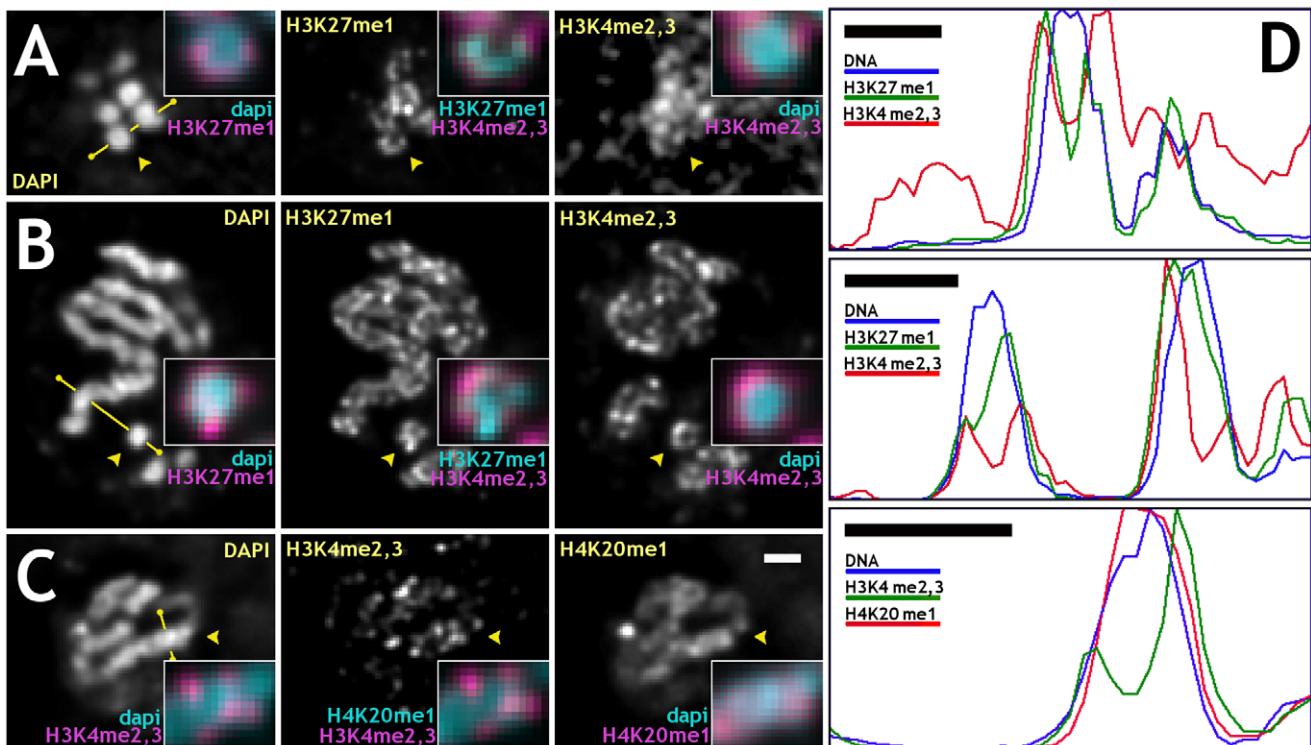 A
DAPI
dapi
H3K27me1
H3K27me1
H3K27me1
H3K4me2,3
H3K4me2,3
dapi
H3K4me2,3
B
DAPI
dapi
H3K27me1
H3K27me1
H3K27me1
H3K4me2,3
H3K4me2,3
dapi
H3K4me2,3
C
DAPI
dapi
H3K4me2,3
H3K4me2,3
H4K20me1
H3K4me2,3
H4K20me1
dapi
H4K20me1
D
DNA
H3K27 me1
H3K4 me2,3
DNA
H3K27 me1
H3K4 me2,3
DNA
H3K4 me2,3
H4K20 me1